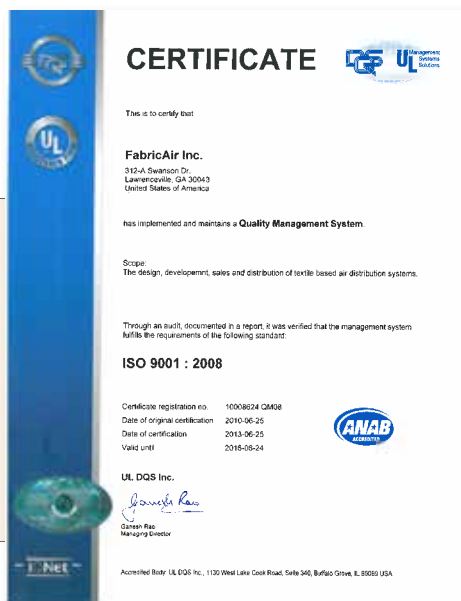 CERTIFICATE
DQS
UL
Management
Systems
Solutions
UL
This is to certify that
FabricAir Inc.
312-A Swanson Dr.
Lawrenceville, GA 30043
United States of America
has implemented and maintains a Quality Management System.
Scope:
The design, developemnt, sales and distribution of textile based air distribution systems.
Through an audit, documented in a report, it was verified that the management system
fulfills the requirements of the following standard:
ISO 9001 : 2008
Certificate registration no. 10008624 QM08
Date of original certification 2010-06-25
Date of certification 2013-06-25
Valid until 2016-06-24
ANAB
ACCREDITED
UL DQS Inc.
Ganesh Rao
Ganesh Rao
Managing Director
IQNet
Accredited Body: UL DQS Inc., 1130 West Lake Cook Road, Suite 340, Buffalo Grove, IL 60089 USA